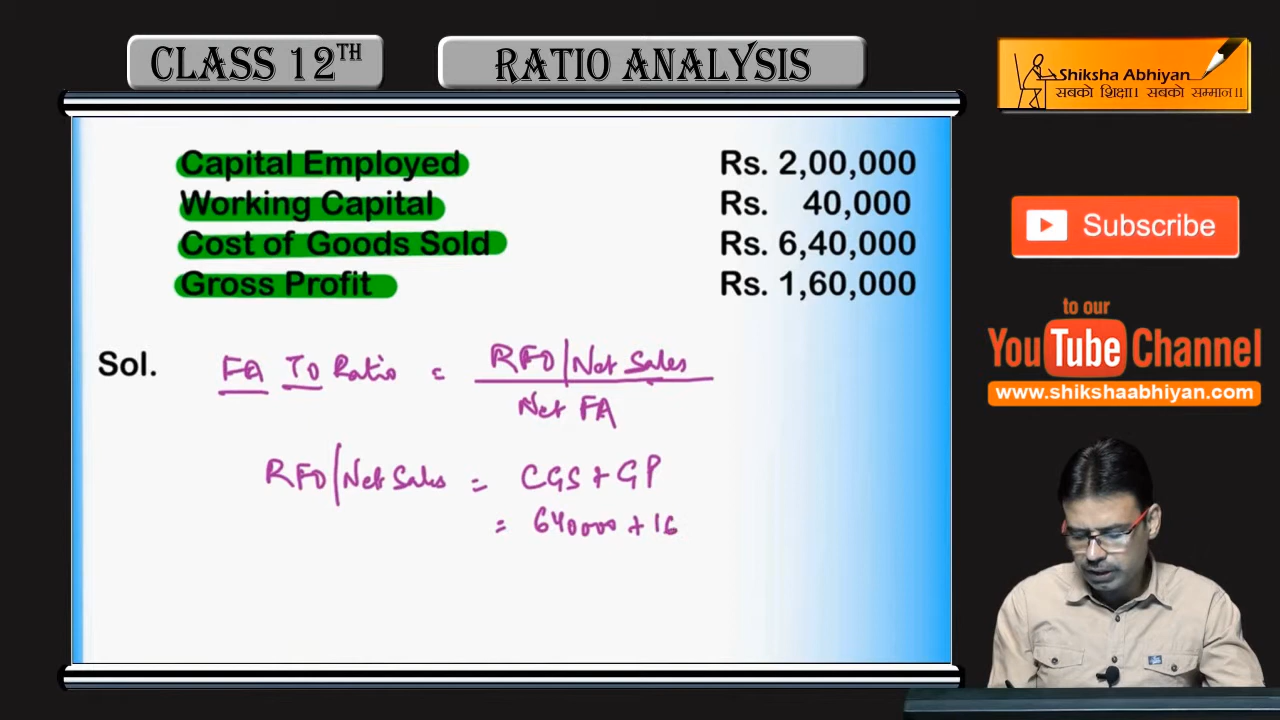 CLASS 12TH
RATIO ANALYSIS
Shiksha Abhiyan
सबको शिक्षा। सबको सम्मान।।
Capital Employed Rs. 2,00,000
Working Capital Rs. 40,000
Cost of Goods Sold Rs. 6,40,000
Gross Profit Rs. 1,60,000
Subscribe
to our
YouTube Channel
www.shikshaabhiyan.com
Sol. FA TO Ratio = RFO/Net Sales
Net FA
RFO/Net Sales = CGS + GP
= 640000 + 16